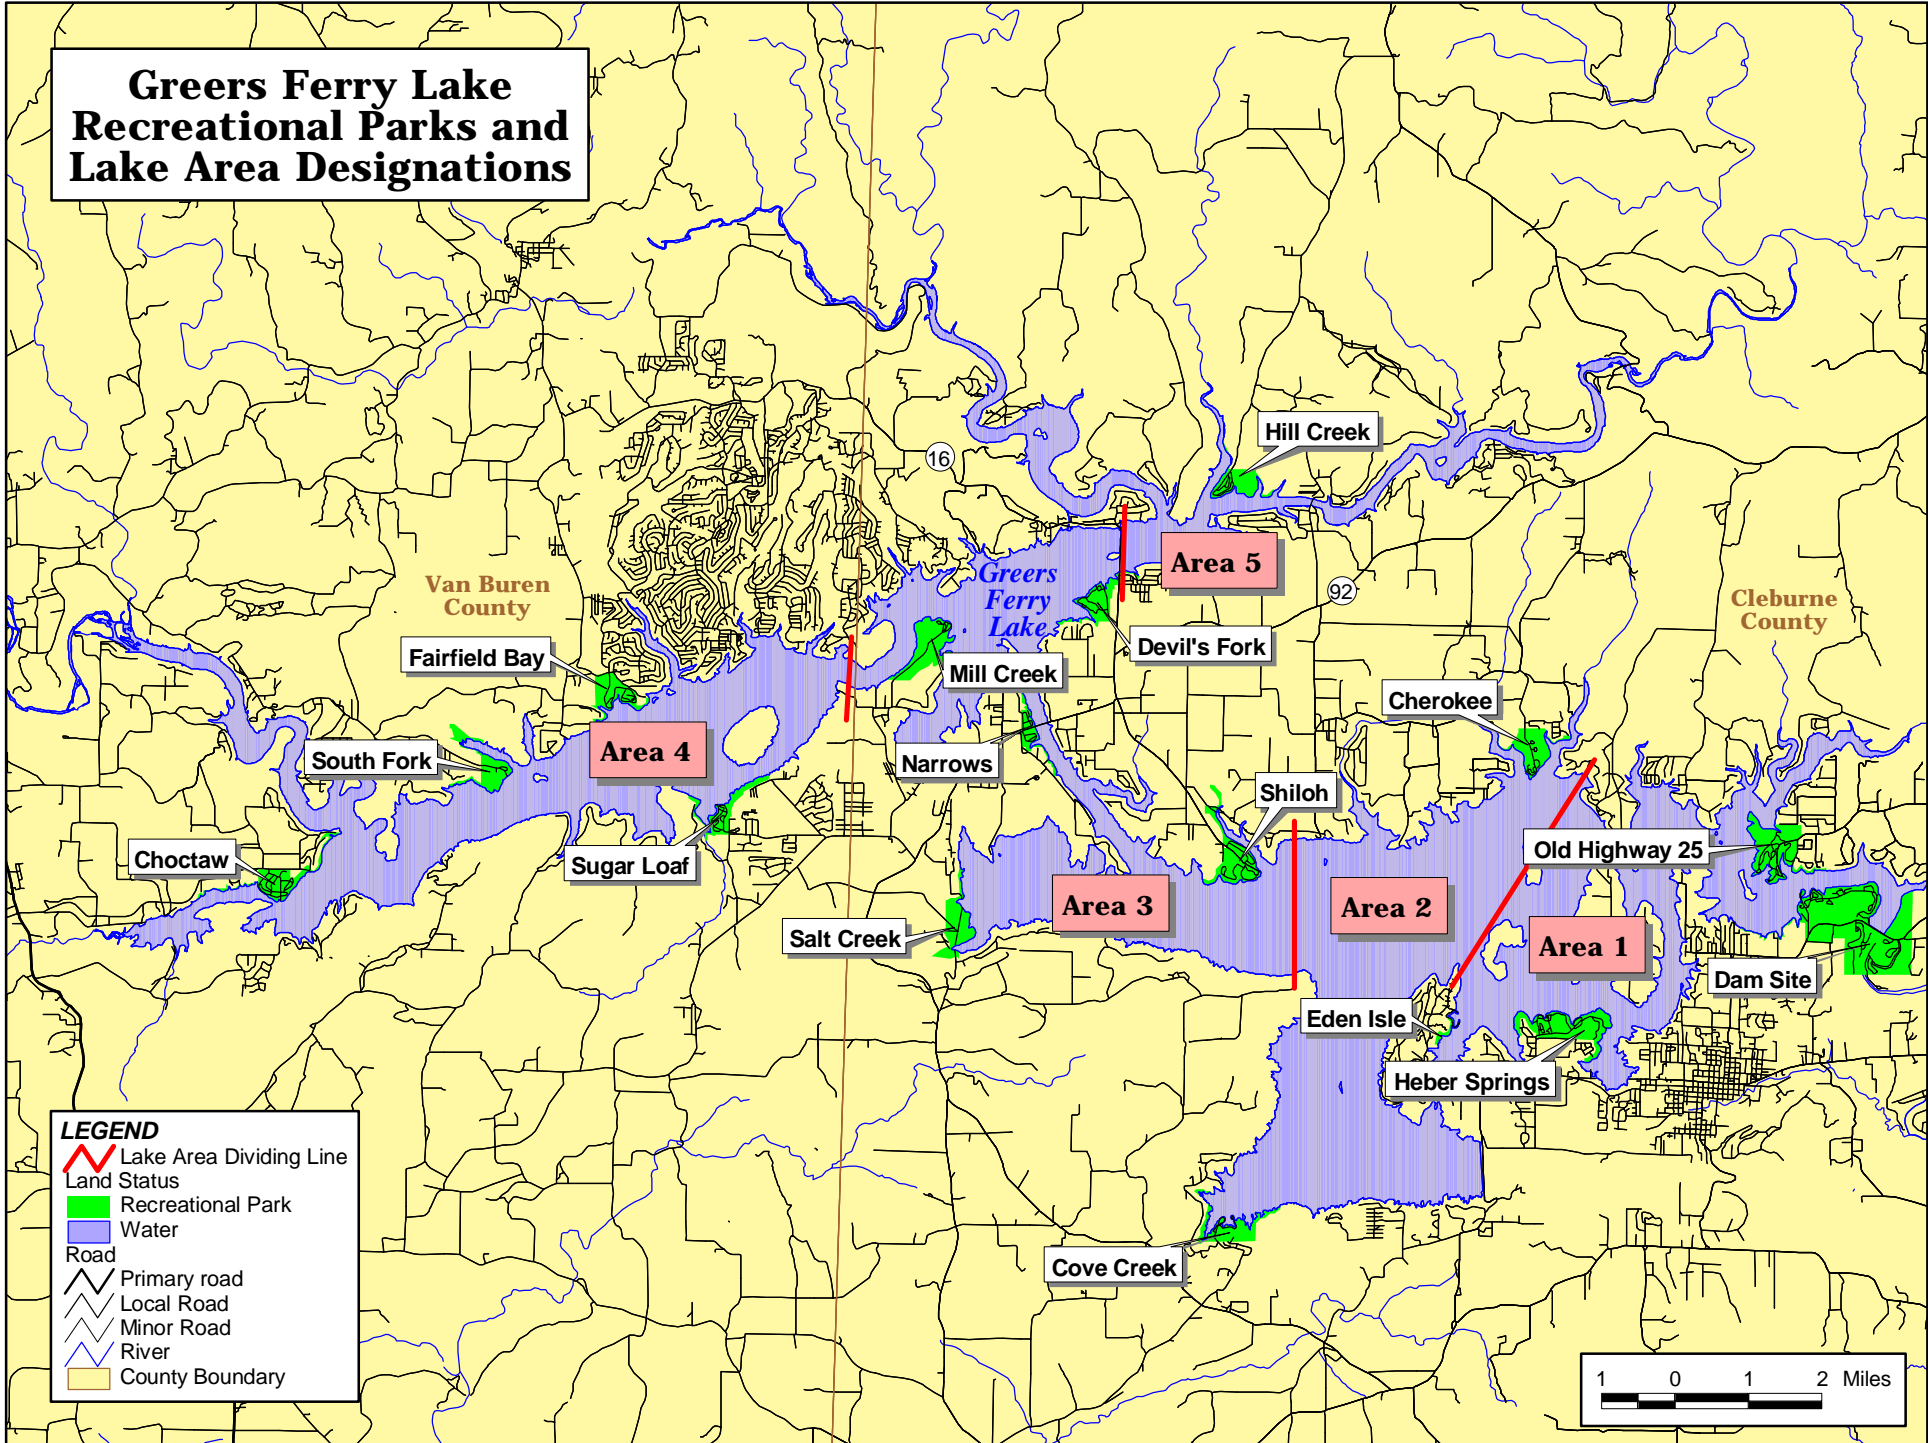 Greers Ferry Lake
Recreational Parks and
Lake Area Designations
16
Hill Creek
Area 5
Greers
Ferry
Lake
92
Van Buren
County
Cleburne
County
Devil's Fork
Fairfield Bay
Mill Creek
Cherokee
South Fork
Area 4
Narrows
Shiloh
Choctaw
Sugar Loaf
Old Highway 25
Area 3
Area 2
Salt Creek
Area 1
Dam Site
Eden Isle
Heber Springs
Cove Creek
LEGEND
Lake Area Dividing Line
Land Status
Recreational Park
Water
Road
Primary road
Local Road
Minor Road
River
County Boundary
1 0 1 2 Miles